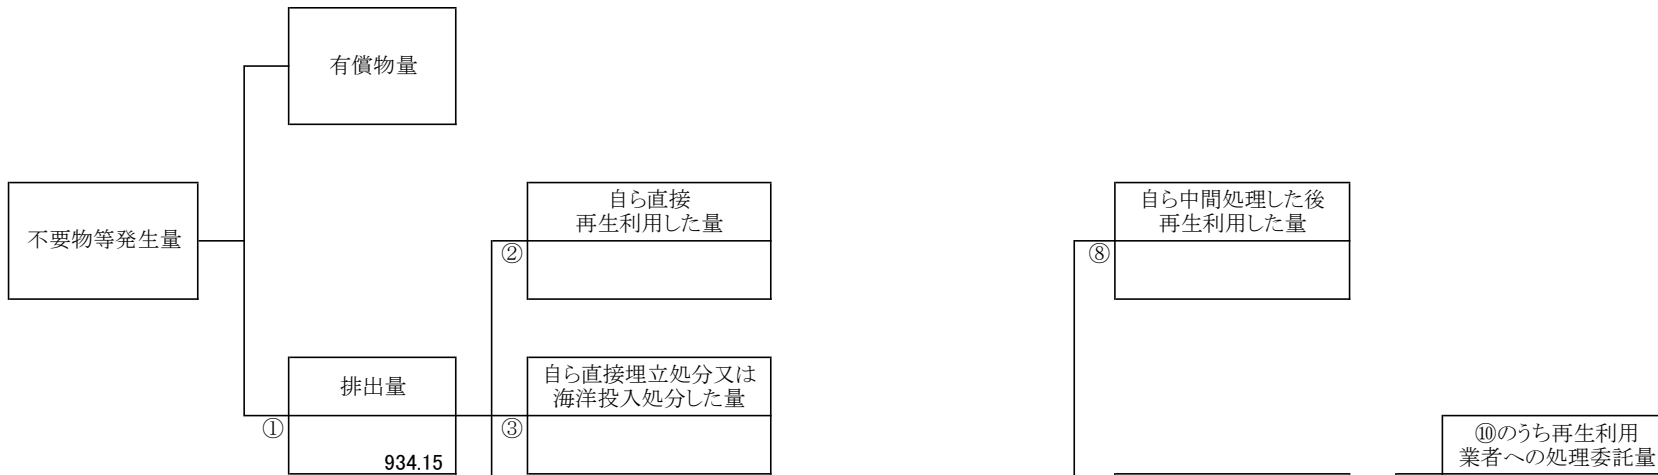 有償物量
不要物等発生量
自ら直接
再生利用した量
②
自ら中間処理した後
再生利用した量
⑧
排出量
①
934.15
自ら直接埋立処分又は
海洋投入処分した量
③
⑩のうち再生利用
業者への処理委託量